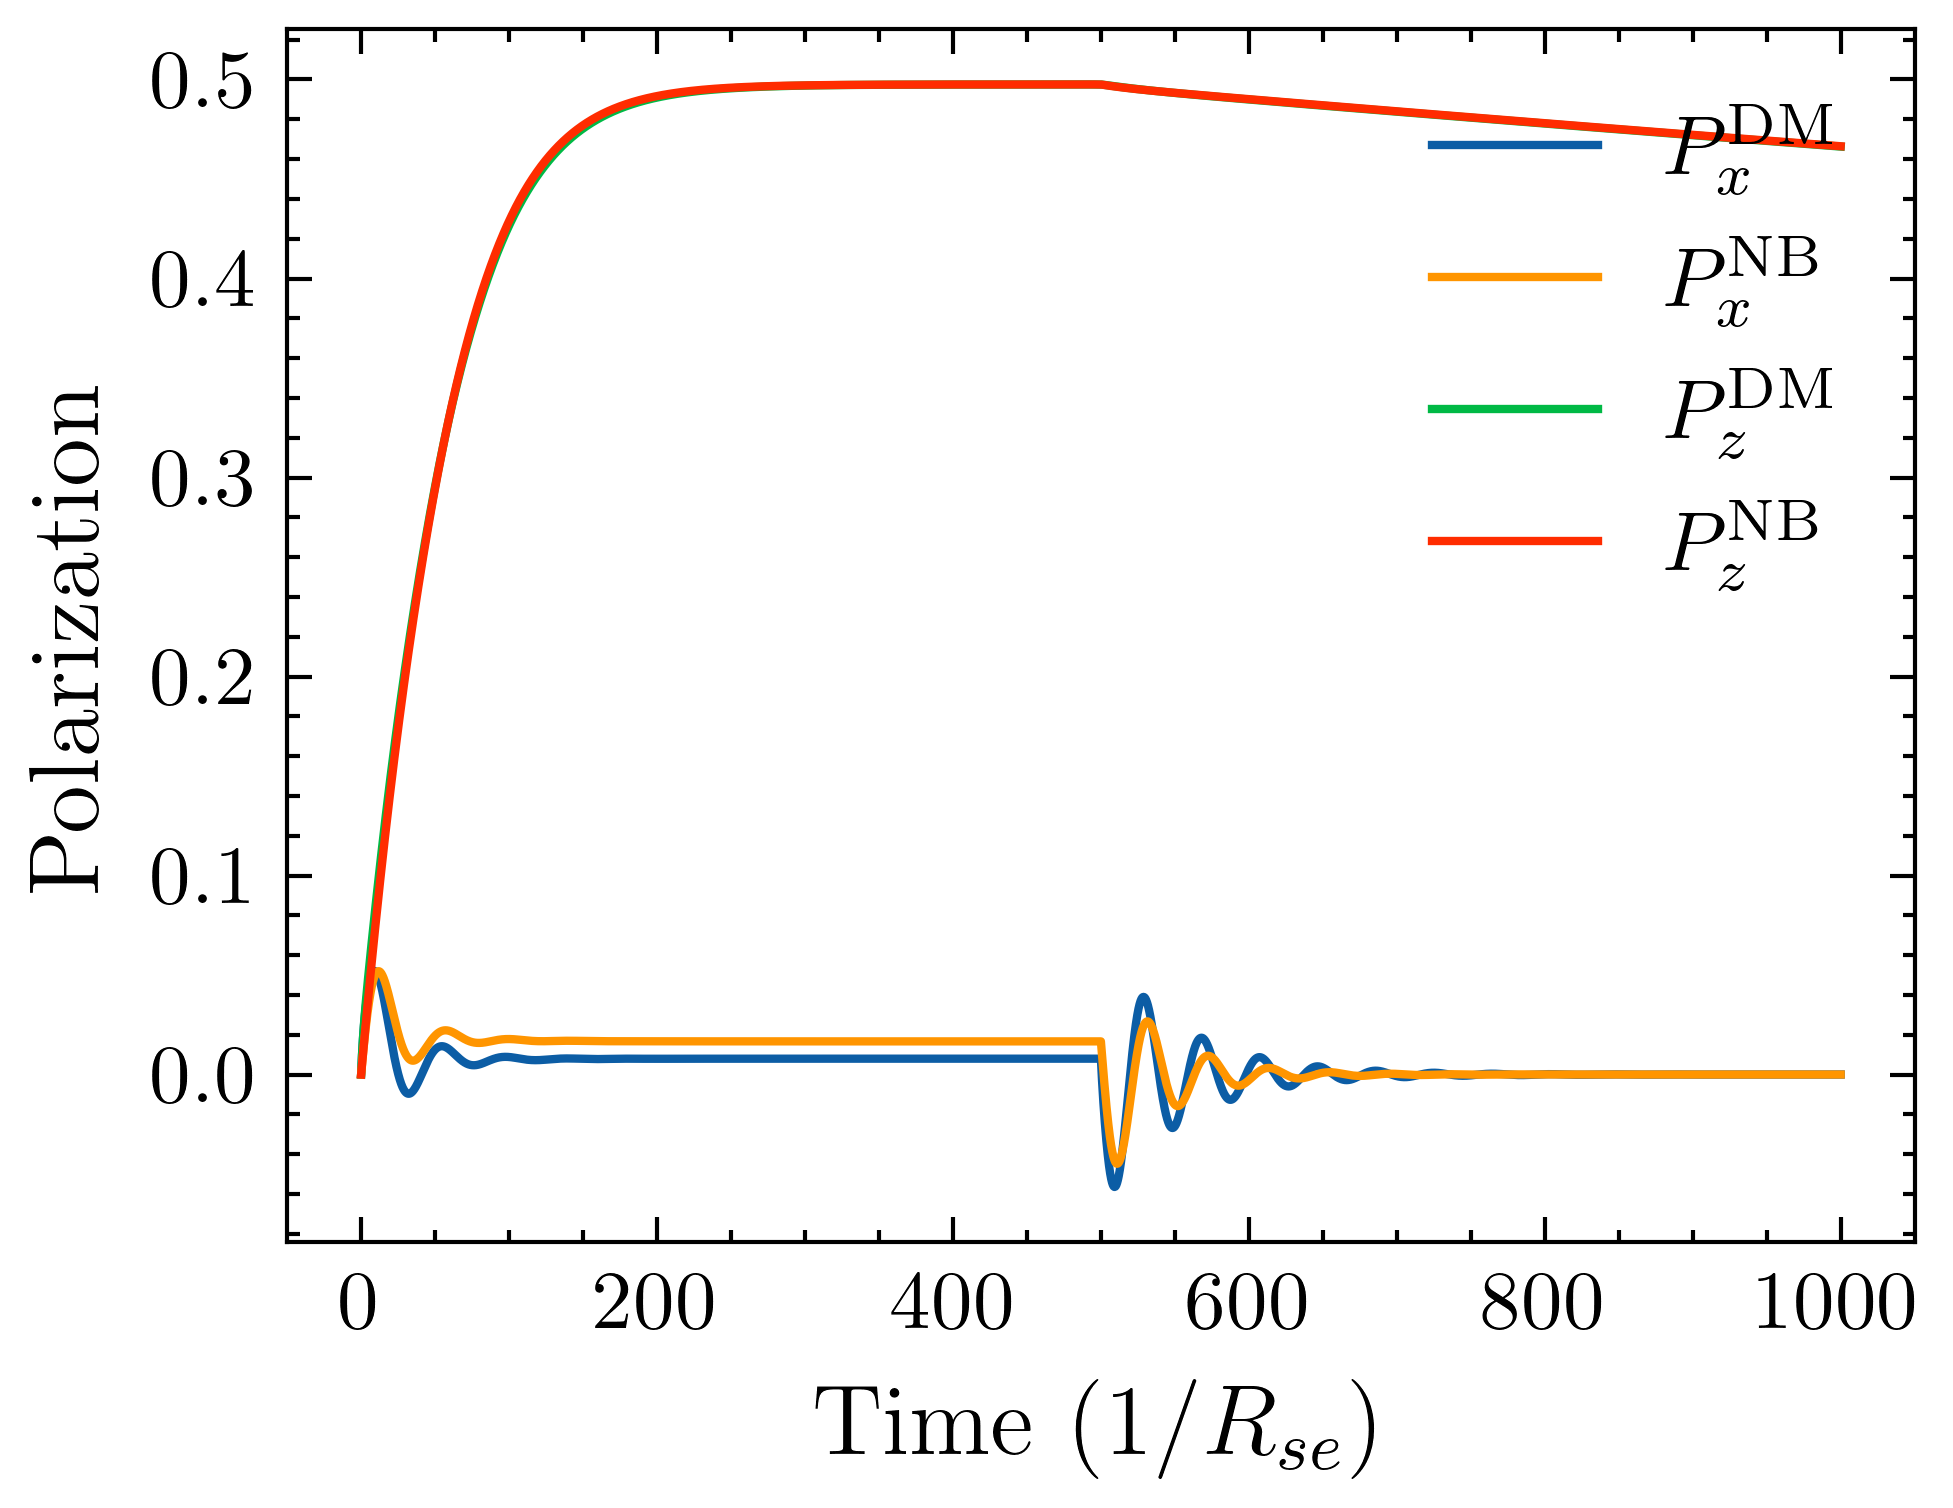 0.5
0.4
0.3
0.2
0.1
0.0
Polarization
P_x^DM
P_x^NB
P_z^DM
P_z^NB
0 200 400 600 800 1000
Time (1/R_se)